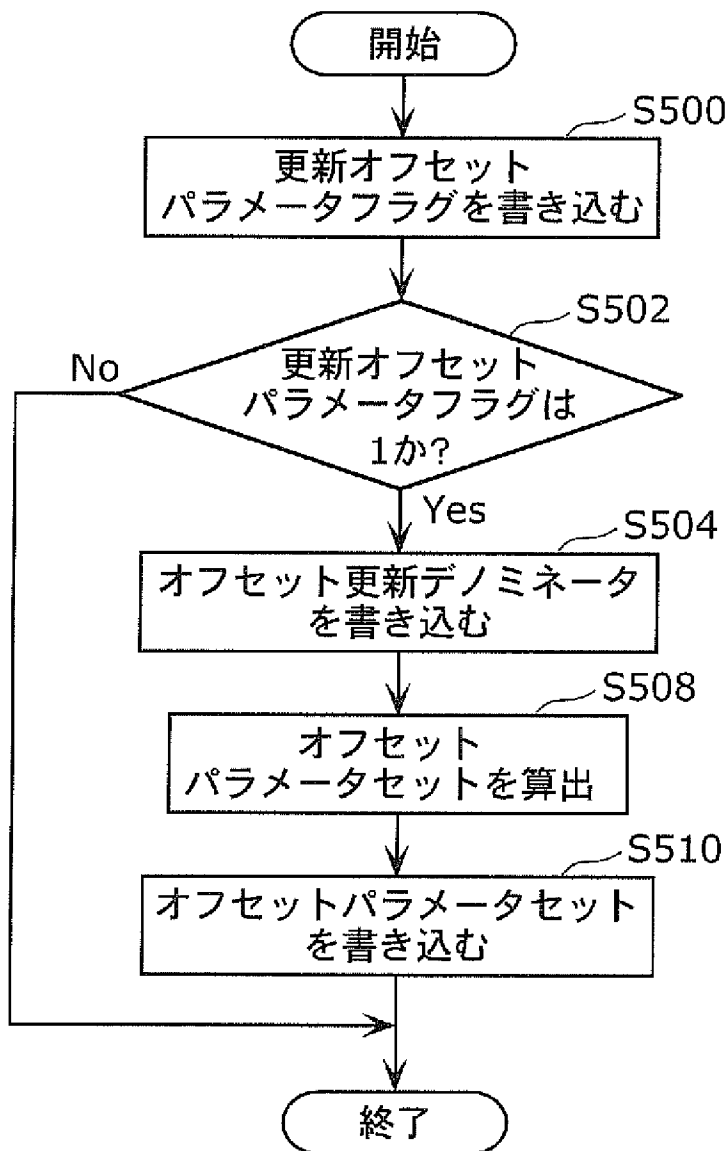 開始
S500
更新オフセット
パラメータフラグを書き込む
S502
No
更新オフセット
パラメータフラグは
1か?
Yes
S504
オフセット更新デノミネータ
を書き込む
S508
オフセット
パラメータセットを算出
S510
オフセットパラメータセット
を書き込む
終了